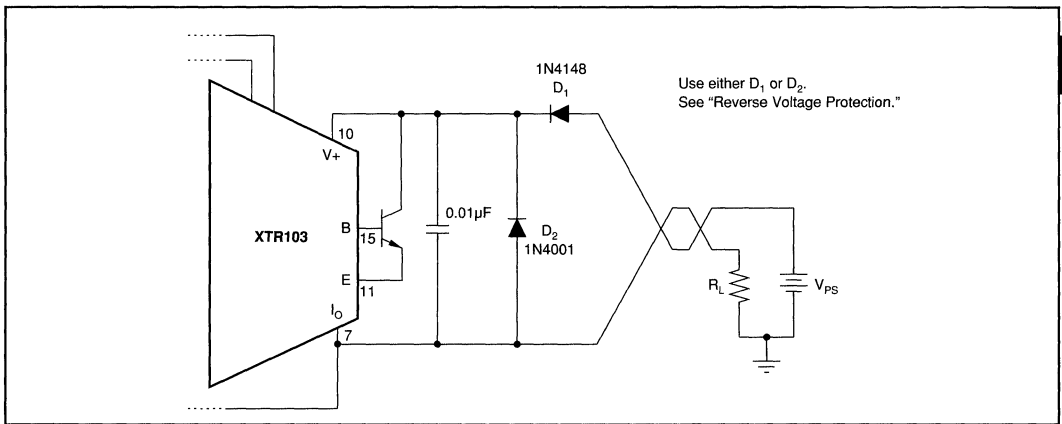 1N4148
D1
Use either D1 or D2.
See “Reverse Voltage Protection.”
10
V+
0.01µF
XTR103
B
15
D2
1N4001
E
11
RL
VPS
IO
7